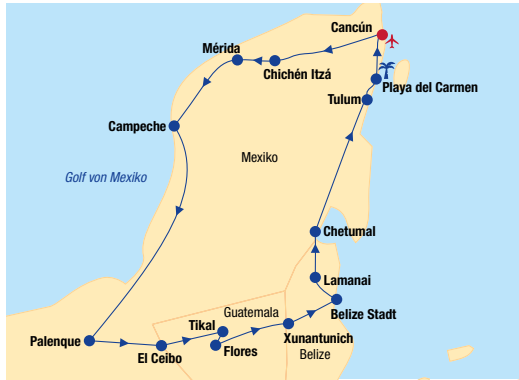 Cancún
Mérida
Chichén Itzá
Playa del Carmen
Tulum
Campeche
Mexiko
Golf von Mexiko
Chetumal
Lamanai
Guatemala
Belize Stadt
Tikal
Palenque
Xunantunich
El Ceibo
Flores
Belize